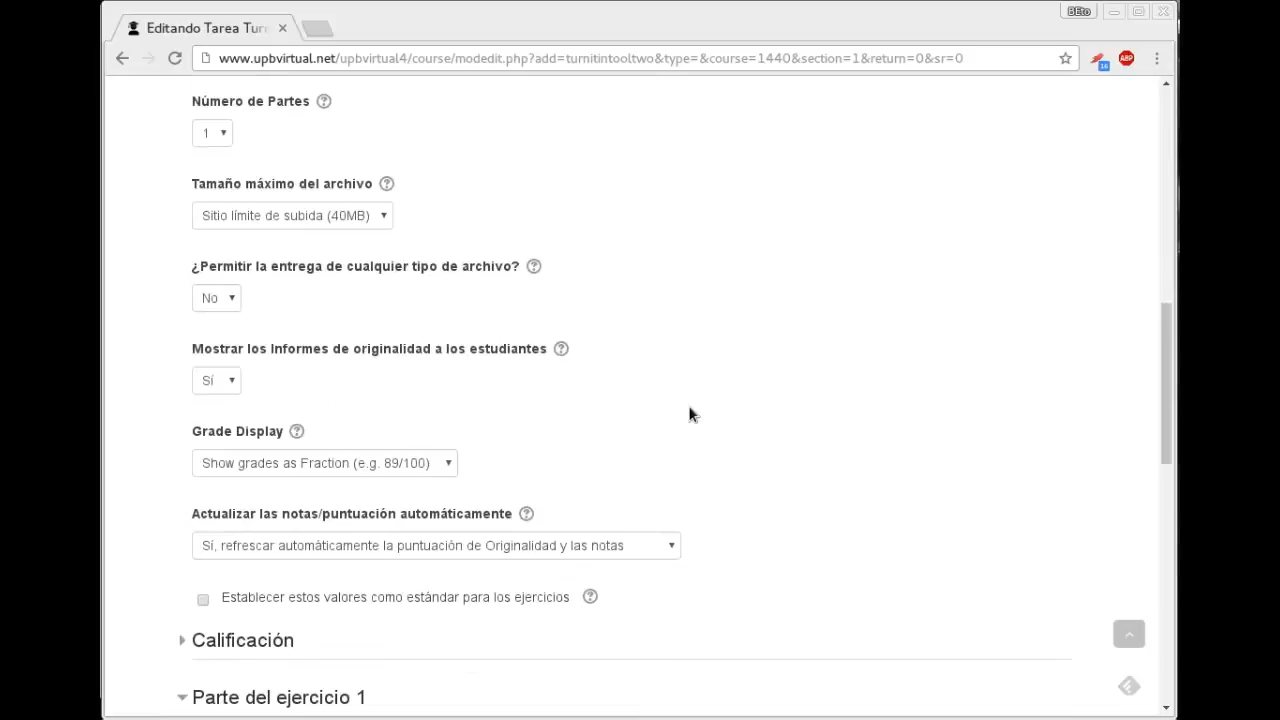 BEto
Editando Tarea Tur
www.upbvirtual.net/upbvirtual4/course/modedit.php?add=turnitintooltwo&type=&course=1440&section=1&return=0&sr=0
16
ABP
Número de Partes
1
Tamaño máximo del archivo
Sitio límite de subida (40MB)
¿Permitir la entrega de cualquier tipo de archivo?
No
Mostrar los Informes de originalidad a los estudiantes
Sí
Grade Display
Show grades as Fraction (e.g. 89/100)
Actualizar las notas/puntuación automáticamente
Sí, refrescar automáticamente la puntuación de Originalidad y las notas
Establecer estos valores como estándar para los ejercicios
Calificación
Parte del ejercicio 1